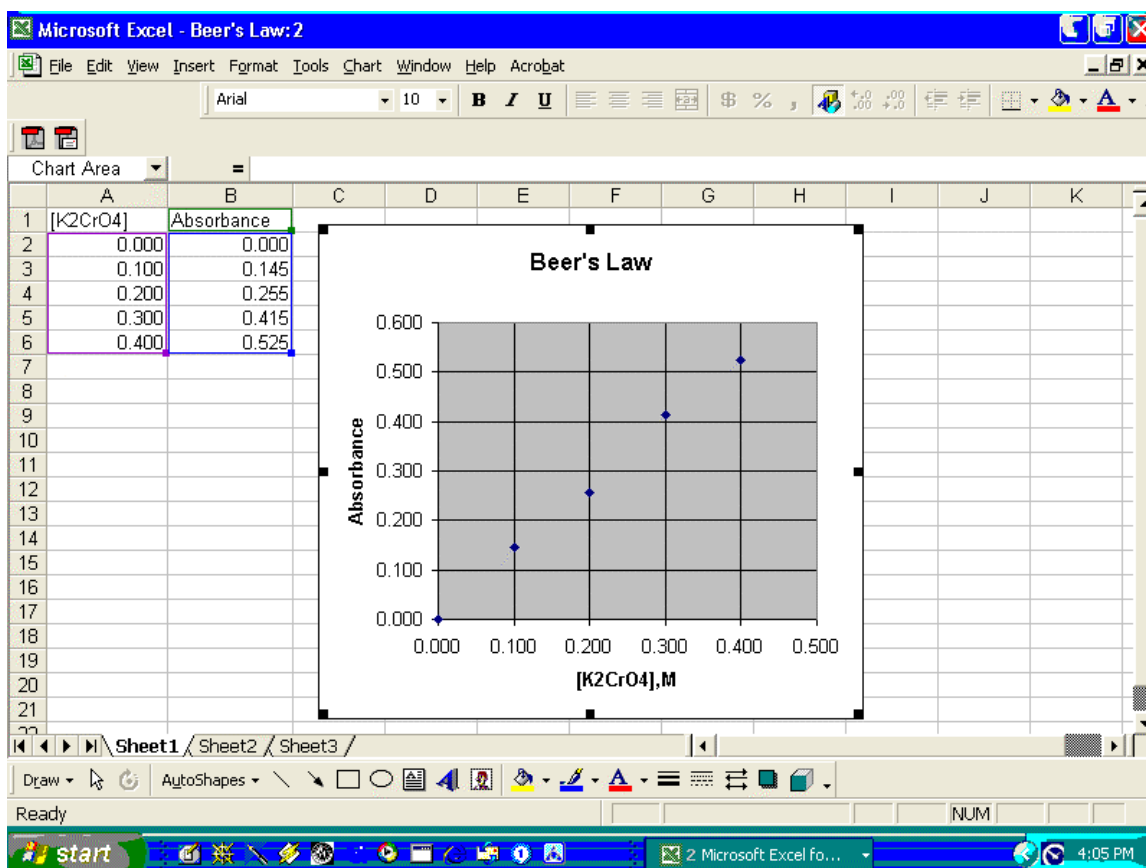 Microsoft Excel - Beer's Law:2
File Edit View Insert Format Tools Chart Window Help Acrobat
Arial 10 B I U $ % , +.0 .00 .00 +.0
Chart Area =
A B C D E F G H I J K
1 [K2CrO4] Absorbance
2 0.000 0.000
3 0.100 0.145
4 0.200 0.255
5 0.300 0.415
6 0.400 0.525
7
8
9
10
11
12
13
14
15
16
17
18
19
20
21
Beer's Law
0.600
0.500
0.400
0.300
0.200
0.100
0.000
Absorbance
0.000 0.100 0.200 0.300 0.400 0.500
[K2CrO4],M
Sheet1 Sheet2 Sheet3
Draw AutoShapes
Ready NUM
start 2 Microsoft Excel fo... 4:05 PM